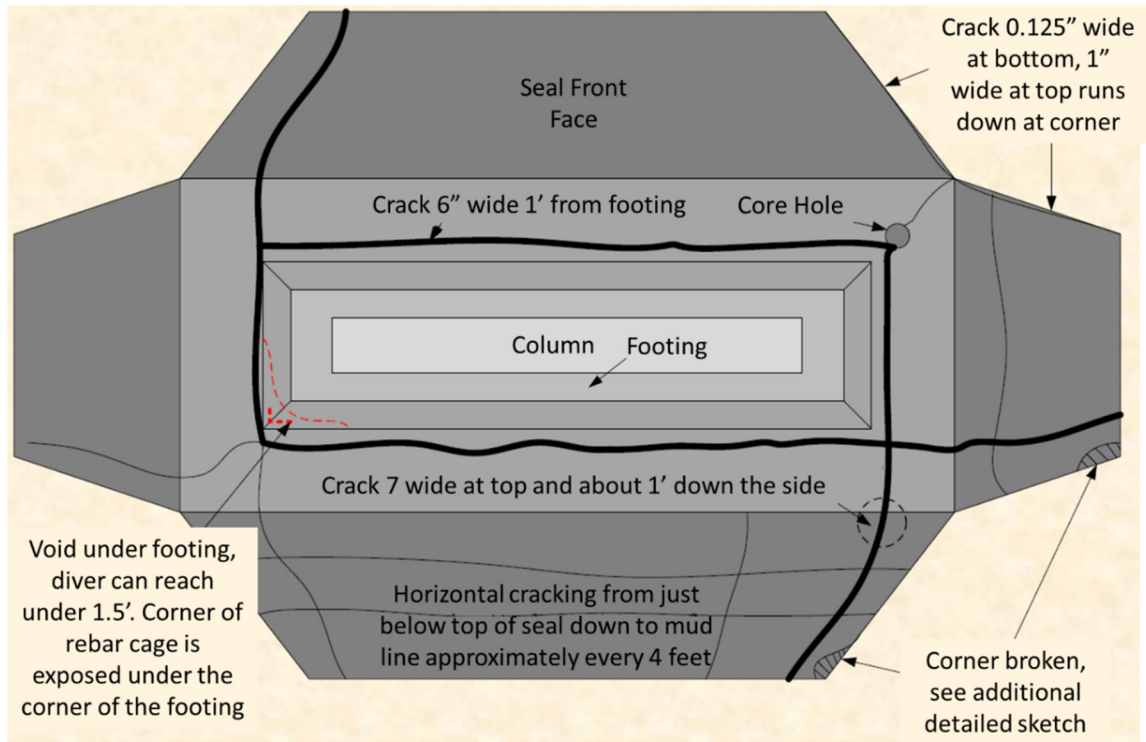 Crack 0.125” wide
at bottom, 1”
wide at top runs
down at corner
Seal Front
Face
Crack 6” wide 1’ from footing
Core Hole
Column
Footing
Crack 7 wide at top and about 1’ down the side
Void under footing,
diver can reach
under 1.5’. Corner of
rebar cage is
exposed under the
corner of the footing
Horizontal cracking from just
below top of seal down to mud
line approximately every 4 feet
Corner broken,
see additional
detailed sketch